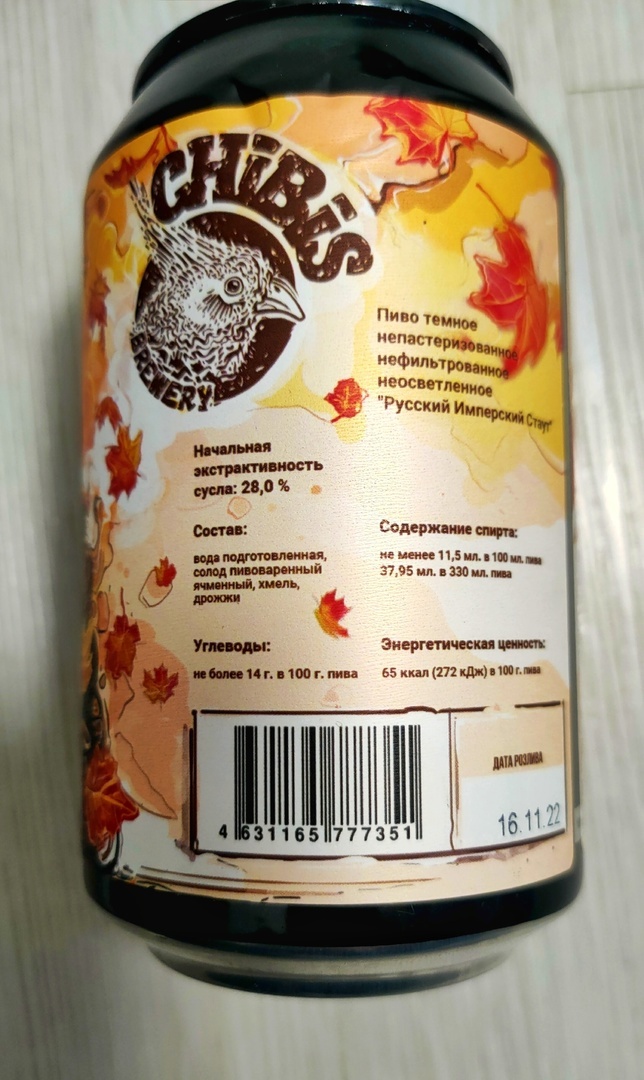 CHiBiS
BREWERY
Пиво темное
непастеризованное
нефильтрованное
неосветленное
"Русский Имперский Стаут"
Начальная
экстрактивность
сусла: 28,0 %
Состав:
вода подготовленная,
солод пивоваренный
ячменный, хмель,
дрожжи
Содержание спирта:
не менее 11,5 мл. в 100 мл. пива
37,95 мл. в 330 мл. пива
Углеводы:
не более 14 г. в 100 г. пива
Энергетическая ценность:
65 ккал (272 кДж) в 100 г. пива
4 631165 777351
ДАТА РОЗЛИВА
16.11.22